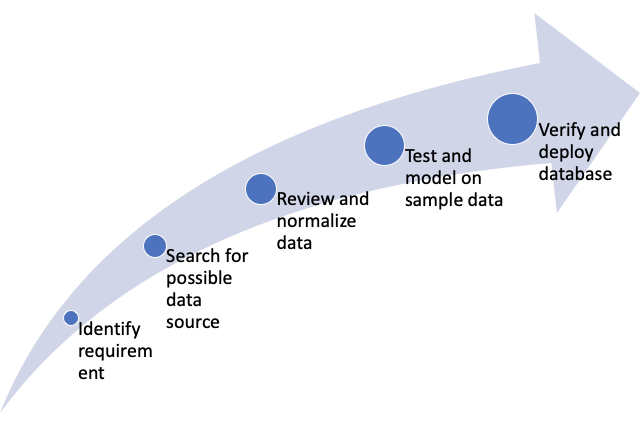 Identify
requirem
ent
Search for
possible
data
source
Review and
normalize
data
Test and
model on
sample data
Verify and
deploy
database